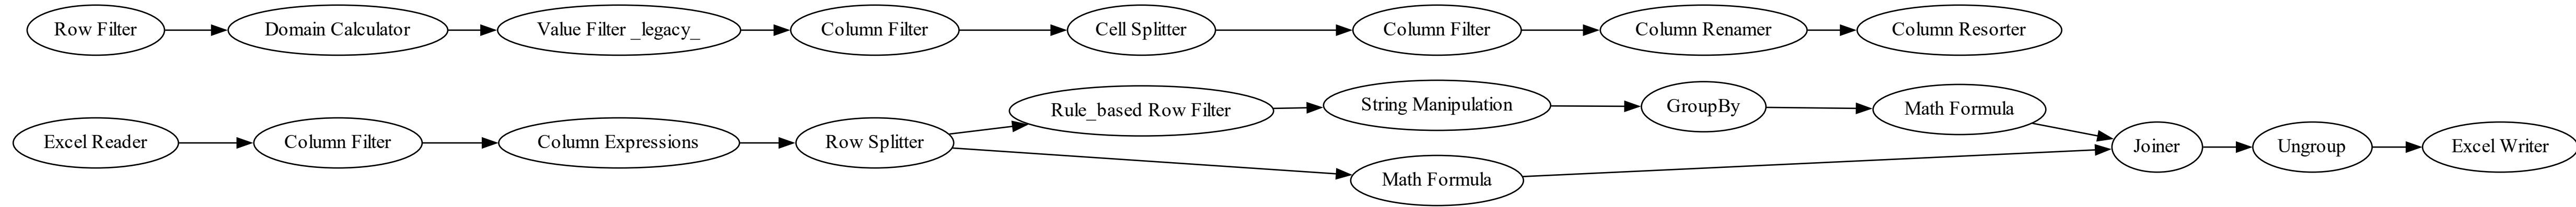 Row Filter
Domain Calculator
Value Filter _legacy_
Column Filter
Cell Splitter
Column Filter
Column Renamer
Column Resorter
Excel Reader
Column Filter
Column Expressions
Row Splitter
Rule_based Row Filter
String Manipulation
GroupBy
Math Formula
Math Formula
Joiner
Ungroup
Excel Writer